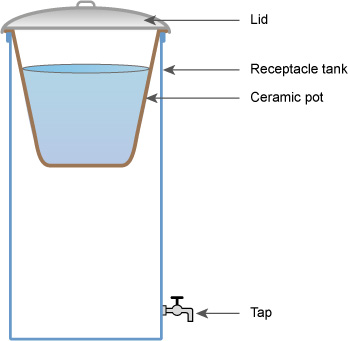 Lid
Receptacle tank
Ceramic pot
Tap